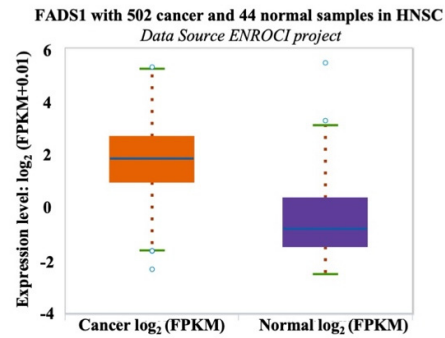 FADS1 with 502 cancer and 44 normal samples in HNSC
Data Source ENROCI project
Expression level: log₂ (FPKM+0.01)
6
4
2
0
-2
-4
Cancer log₂ (FPKM)
Normal log₂ (FPKM)